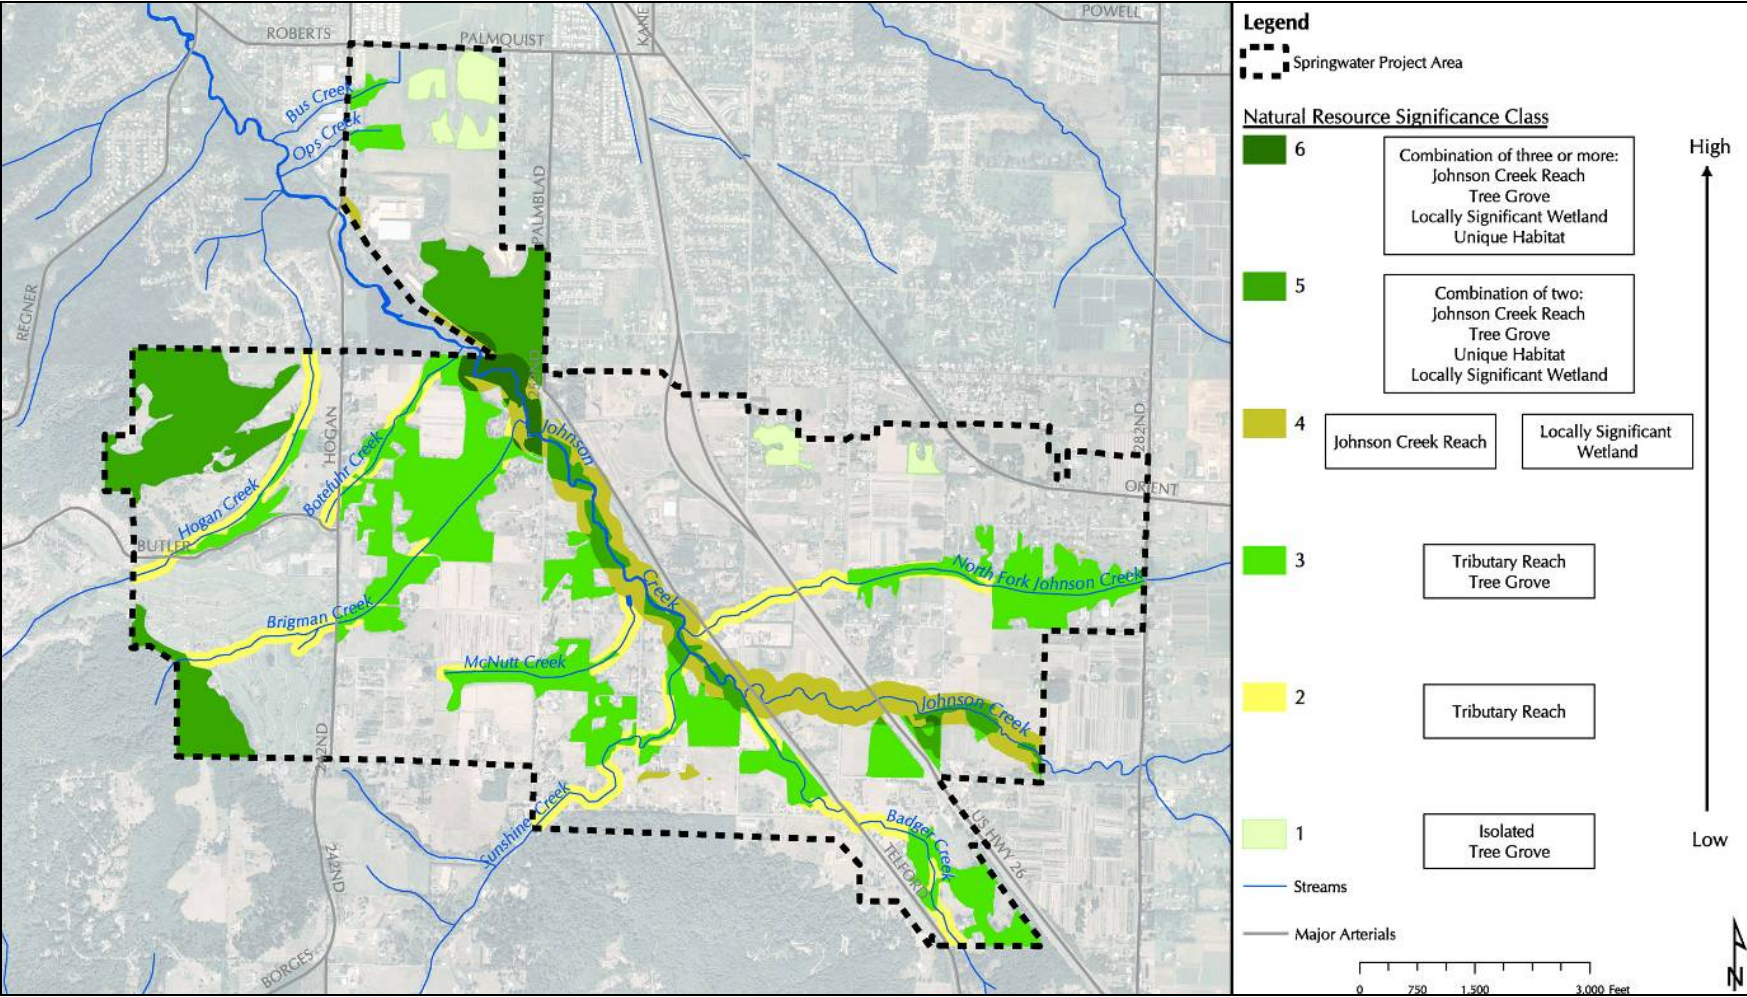 ROBERTS
PALMQUIST
KANE
POWELL
Bus Creek
Ops Creek
PALMBLAD
REGNER
HOGAN
Johnson
282ND
Botefuhr Creek
Hogan Creek
ORIENT
BUTLER
North Fork Johnson Creek
Creek
Brigman Creek
McNutt Creek
Johnson Creek
Sunshine Creek
Badger Creek
US HWY 26
TELFORD
242ND
BORGES
Legend
Springwater Project Area
Natural Resource Significance Class
High
6
Combination of three or more:
Johnson Creek Reach
Tree Grove
Locally Significant Wetland
Unique Habitat
5
Combination of two:
Johnson Creek Reach
Tree Grove
Unique Habitat
Locally Significant Wetland
4
Johnson Creek Reach
Locally Significant
Wetland
3
Tributary Reach
Tree Grove
2
Tributary Reach
1
Isolated
Tree Grove
Low
Streams
Major Arterials
0 750 1,500 3,000 Feet
N